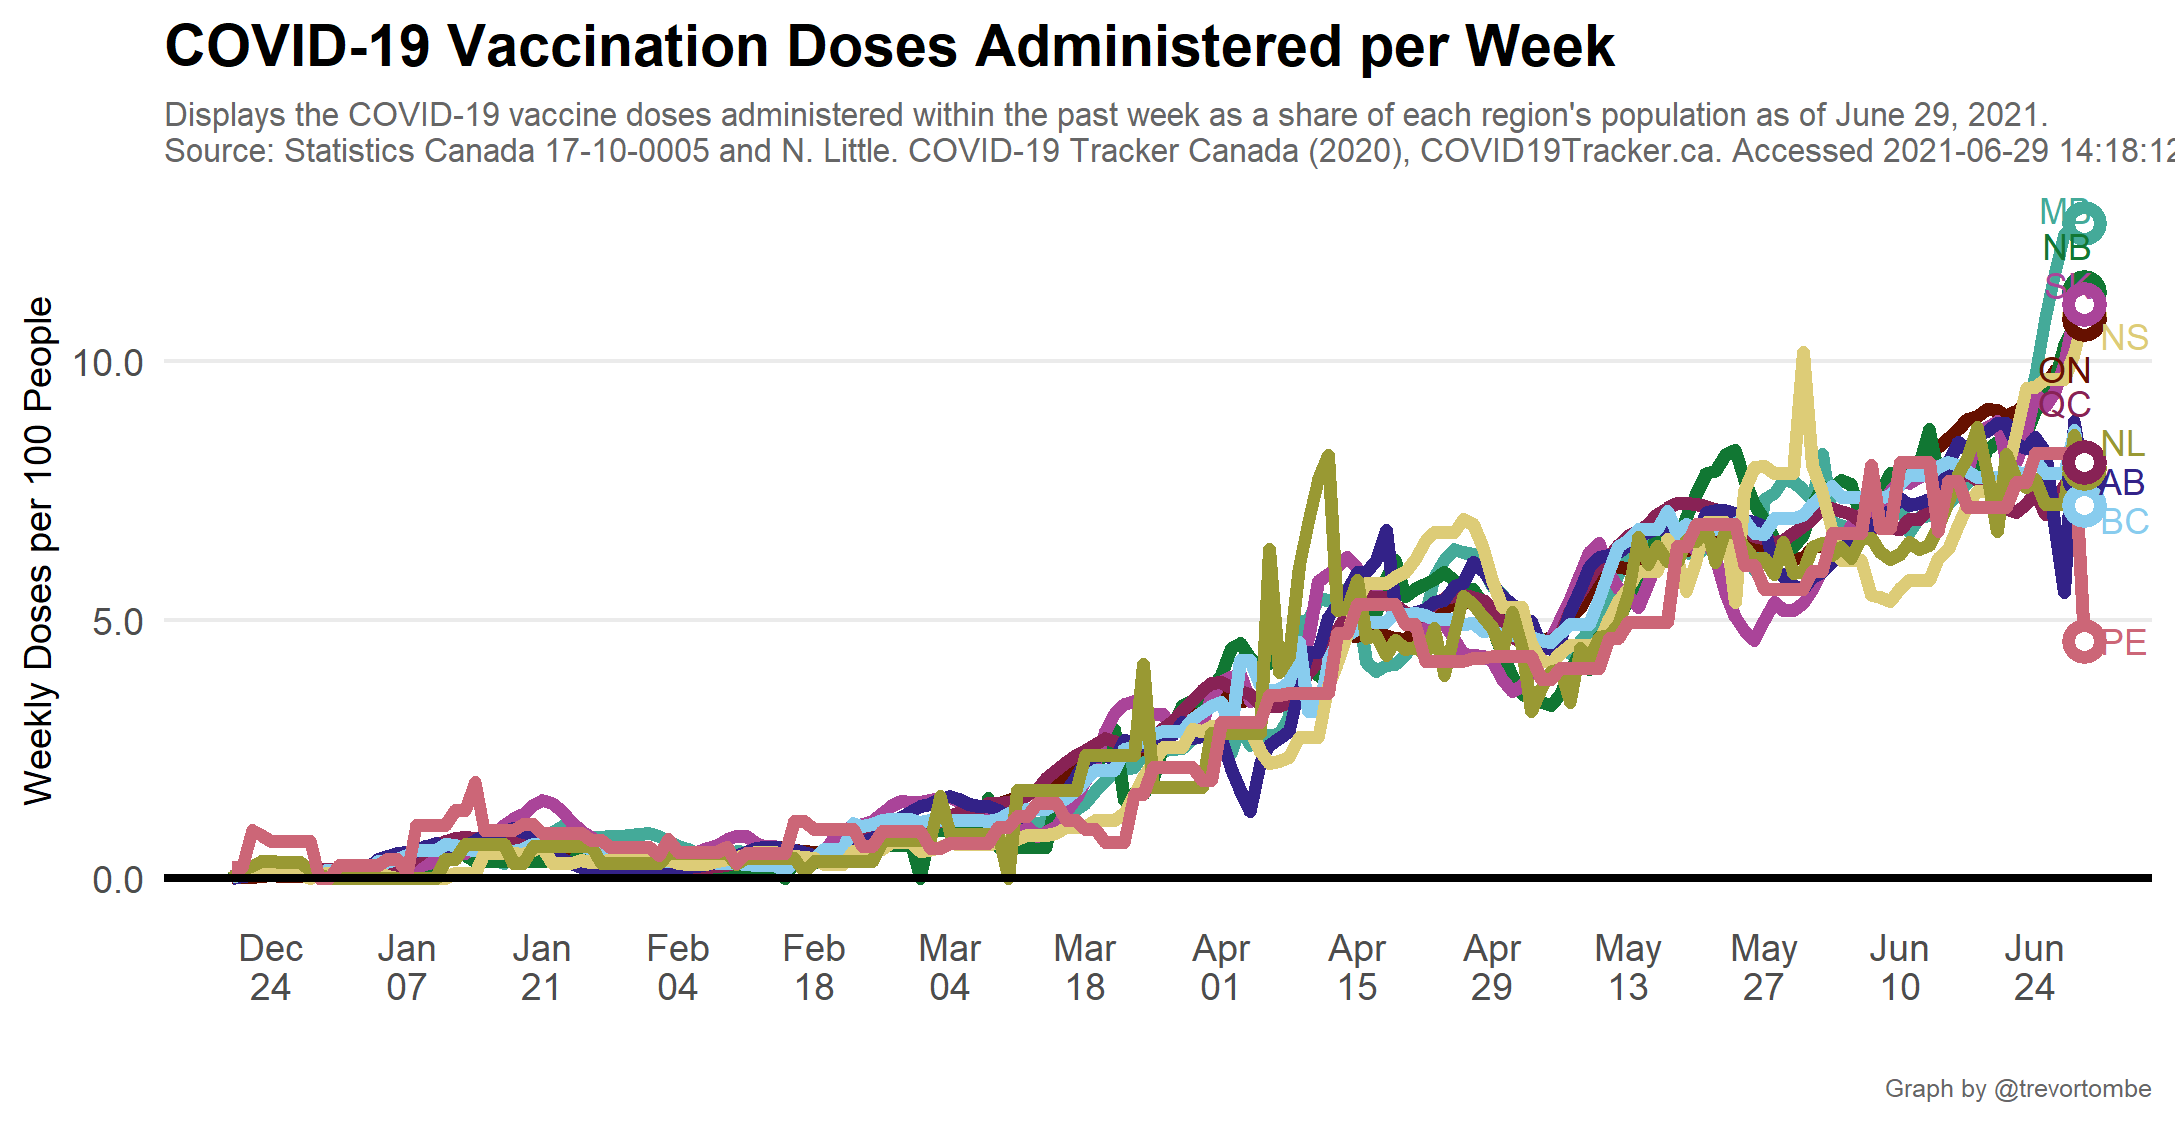 COVID-19 Vaccination Doses Administered per Week
Displays the COVID-19 vaccine doses administered within the past week as a share of each region's population as of June 29, 2021.
Source: Statistics Canada 17-10-0005 and N. Little. COVID-19 Tracker Canada (2020), COVID19Tracker.ca. Accessed 2021-06-29 14:18:12
Weekly Doses per 100 People
10.0
5.0
0.0
MB
NB
SK
NS
ON
QC
NL
AB
BC
PE
Dec 24
Jan 07
Jan 21
Feb 04
Feb 18
Mar 04
Mar 18
Apr 01
Apr 15
Apr 29
May 13
May 27
Jun 10
Jun 24
Graph by @trevortombe